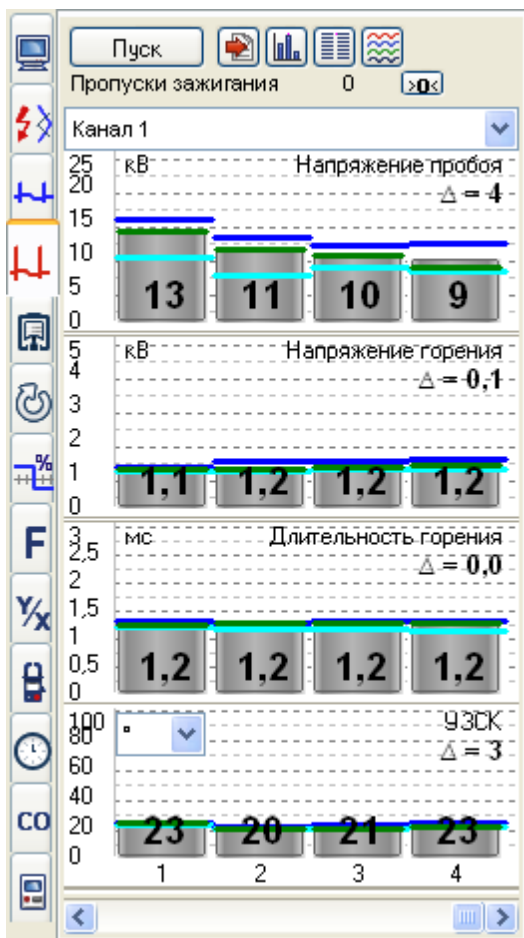 Пуск
Пропуски зажигания 0 >0<
Канал 1
25 кВ Напряжение пробоя
20 Δ = 4
15
10
5 13 11 10 9
0
5 кВ Напряжение горения
4 Δ = 0,1
3
2
1 1,1 1,2 1,2 1,2
0
3 мс Длительность горения
2,5 Δ = 0,0
2
1,5
1
0,5 1,2 1,2 1,2 1,2
0
100 ° УЗСК
80 Δ = 3
60
40
20 23 20 21 23
0
1 2 3 4
%
F
Y/X
CO